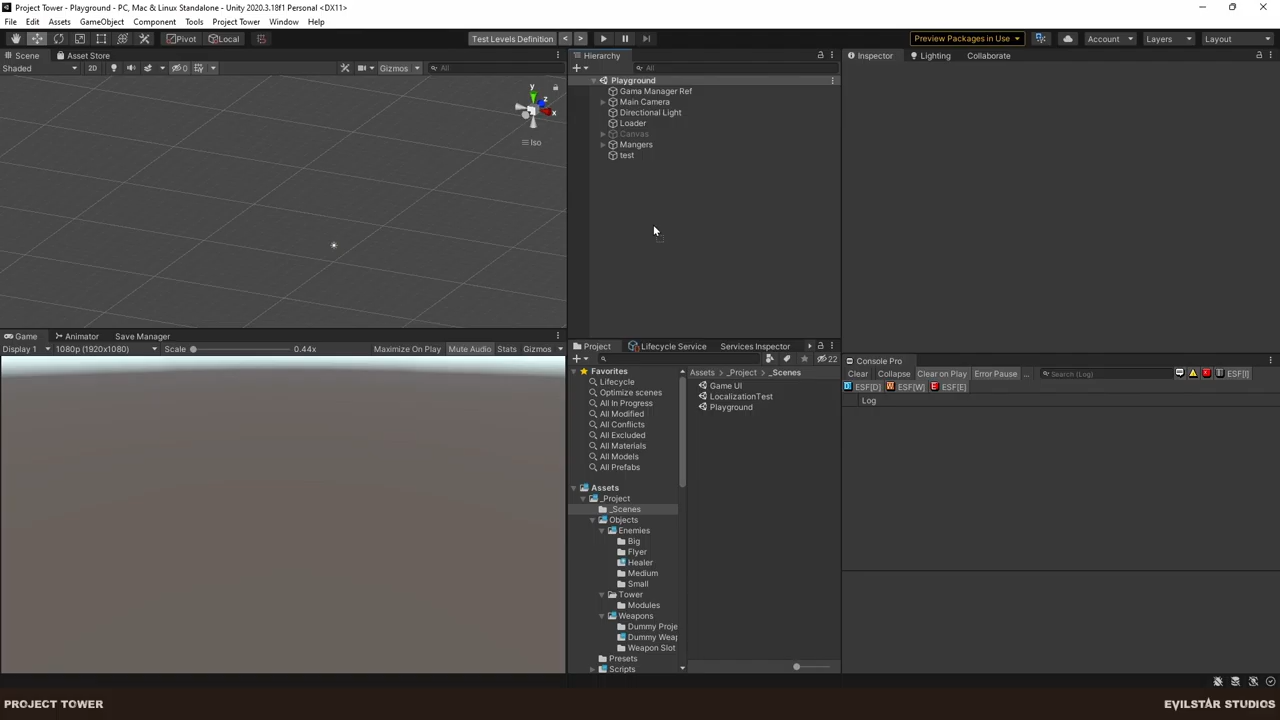 Project Tower - Playground - PC, Mac & Linux Standalone - Unity 2020.3.18f1 Personal <DX11>
File Edit Assets GameObject Component Tools Project Tower Window Help
Pivot Local Test Levels Definition < > Preview Packages in Use Account Layers Layout
Scene Asset Store
Shaded 2D 0 Gizmos All
y
z
x
Iso
Hierarchy
+ All
Playground
Gama Manager Ref
Main Camera
Directional Light
Loader
Canvas
Mangers
test
Inspector Lighting Collaborate
Game Animator Save Manager
Display 1 1080p (1920x1080) Scale 0.44x Maximize On Play Mute Audio Stats Gizmos
Project Lifecycle Service Services Inspector
+ 22
Favorites
Lifecycle
Optimize scenes
All In Progress
All Modified
All Conflicts
All Excluded
All Materials
All Models
All Prefabs
Assets
_Project
_Scenes
Objects
Enemies
Big
Flyer
Healer
Medium
Small
Tower
Modules
Weapons
Dummy Proje
Dummy Weap
Weapon Slot
Presets
Scripts
Assets _Project _Scenes
Game UI
LocalizationTest
Playground
Console Pro
Clear Collapse Clear on Play Error Pause ... Search (Log) ESF[I]
ESF[D] ESF[W] ESF[E]
Log
PROJECT TOWER
EVILSTAR STUDIOS